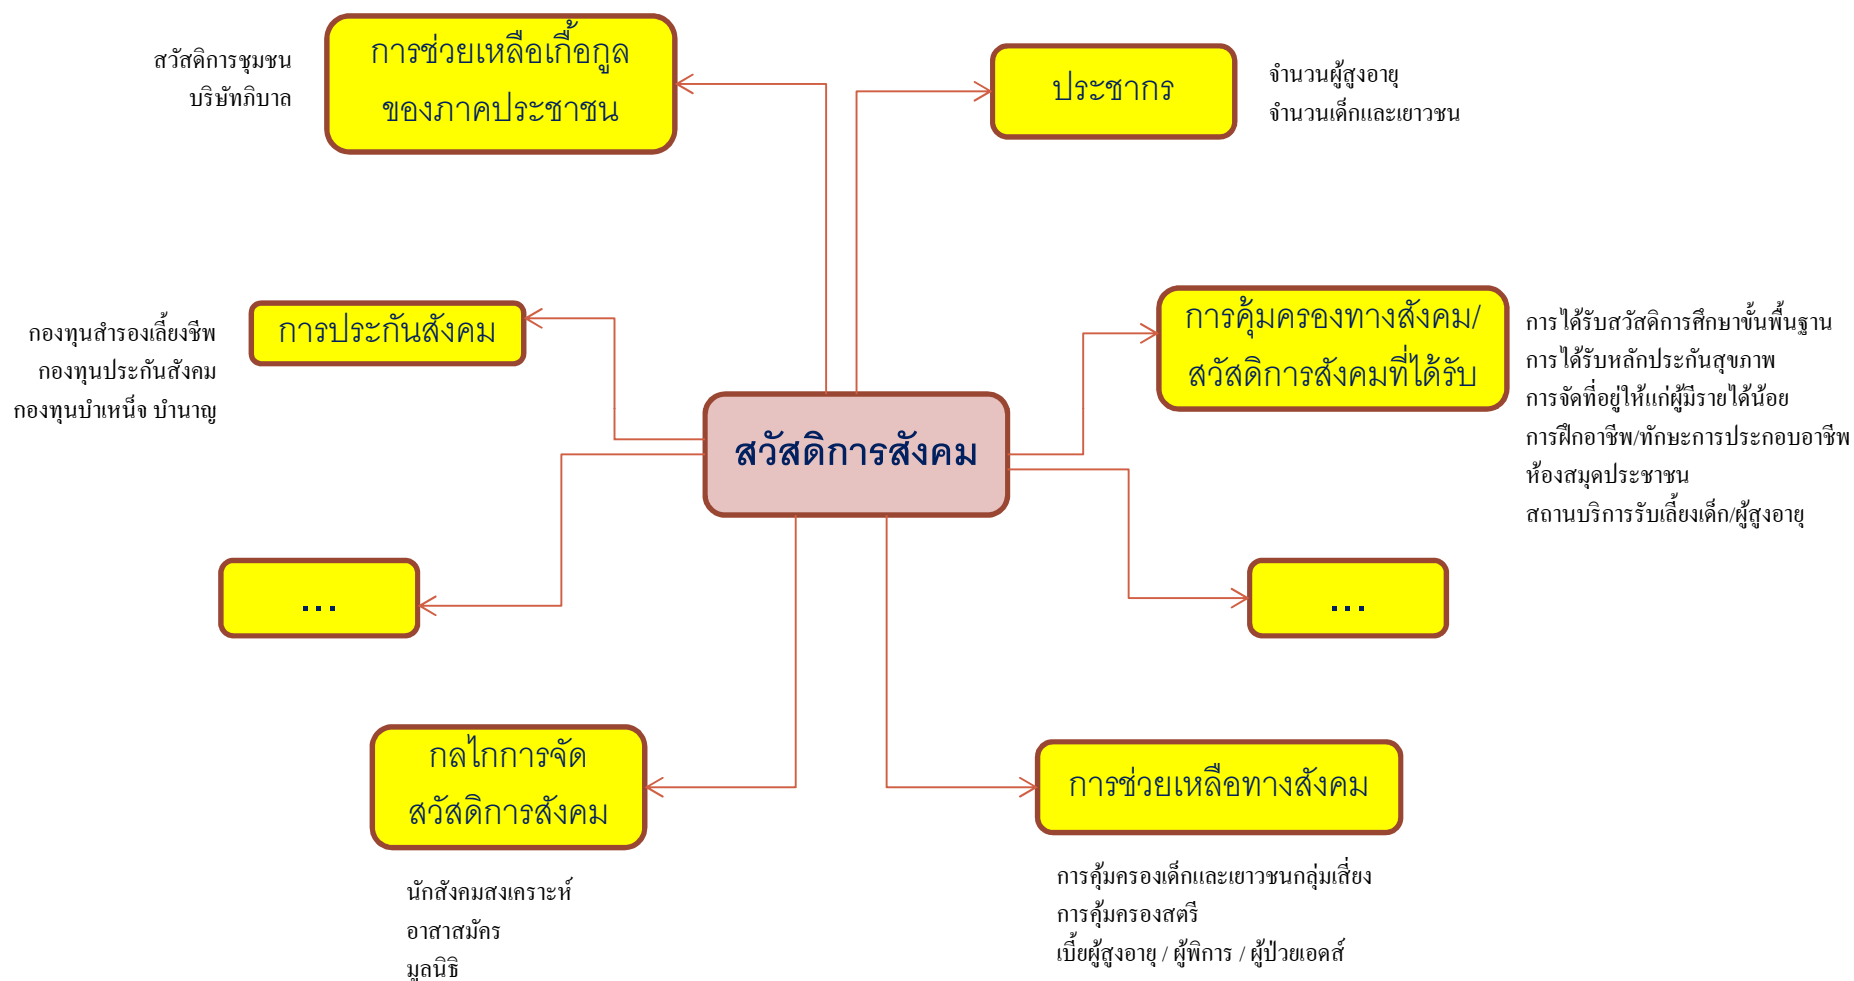 การช่วยเหลือเกื้อกูล
ของภาคประชาชน
สวัสดิการชุมชน
บริษัทภิบาล
ประชากร
จำนวนผู้สูงอายุ
จำนวนเด็กและเยาวชน
การประกันสังคม
กองทุนสำรองเลี้ยงชีพ
กองทุนประกันสังคม
กองทุนบำเหน็จ บำนาญ
การคุ้มครองทางสังคม/
สวัสดิการสังคมที่ได้รับ
การได้รับสวัสดิการศึกษาขั้นพื้นฐาน
การได้รับหลักประกันสุขภาพ
การจัดที่อยู่ให้แก่ผู้มีรายได้น้อย
การฝึกอาชีพ/ทักษะการประกอบอาชีพ
ห้องสมุดประชาชน
สถานบริการรับเลี้ยงเด็ก/ผู้สูงอายุ
สวัสดิการสังคม
...
...
กลไกการจัด
สวัสดิการสังคม
นักสังคมสงเคราะห์
อาสาสมัคร
มูลนิธิ
การช่วยเหลือทางสังคม
การคุ้มครองเด็กและเยาวชนกลุ่มเสี่ยง
การคุ้มครองสตรี
เบี้ยผู้สูงอายุ / ผู้พิการ / ผู้ป่วยเอดส์